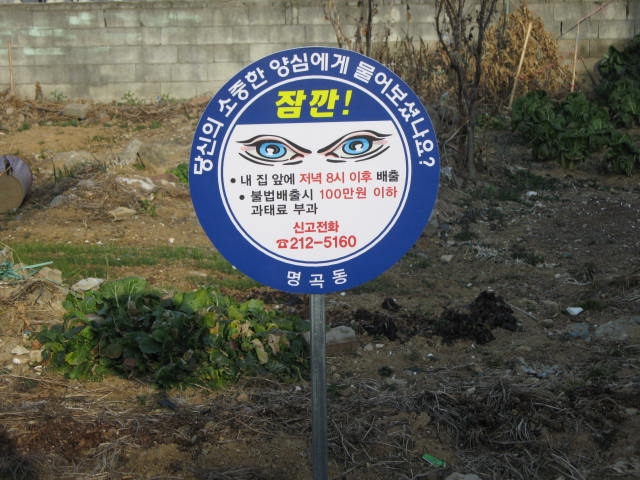 당신의 소중한 양심에게 물어보셨나요?
잠깐!
• 내 집 앞에 저녁 8시 이후 배출
• 불법배출시 100만원 이하
과태료 부과
신고전화
☎212-5160
명곡동